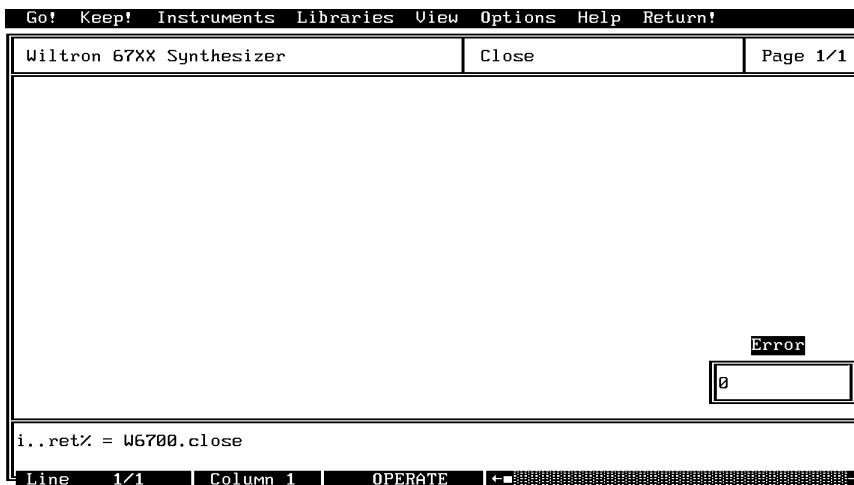 Go! Keep! Instruments Libraries View Options Help Return!
Wiltron 67XX Synthesizer Close Page 1/1
Error
0
i..ret% = W6700.close
Line 1/1 Column 1 OPERATE ←